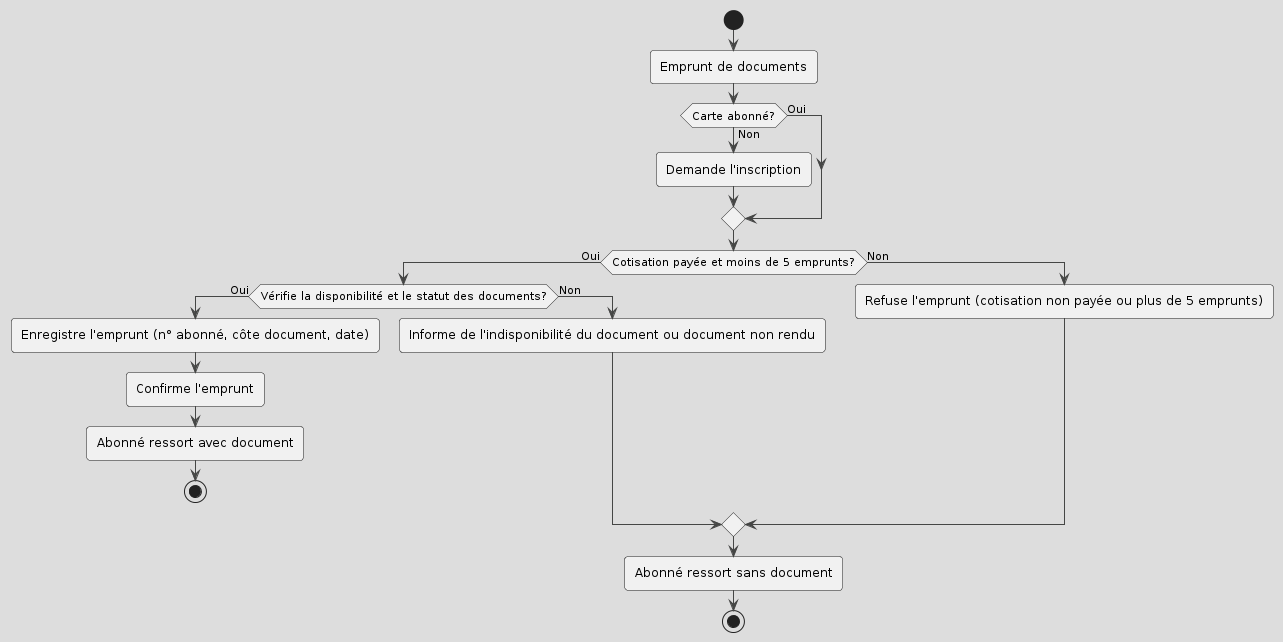 Emprunt de documents
Carte abonné?
Oui
Non
Demande l'inscription
Oui
Cotisation payée et moins de 5 emprunts?
Non
Oui
Vérifie la disponibilité et le statut des documents?
Non
Refuse l'emprunt (cotisation non payée ou plus de 5 emprunts)
Enregistre l'emprunt (n° abonné, côte document, date)
Informe de l'indisponibilité du document ou document non rendu
Confirme l'emprunt
Abonné ressort avec document
Abonné ressort sans document